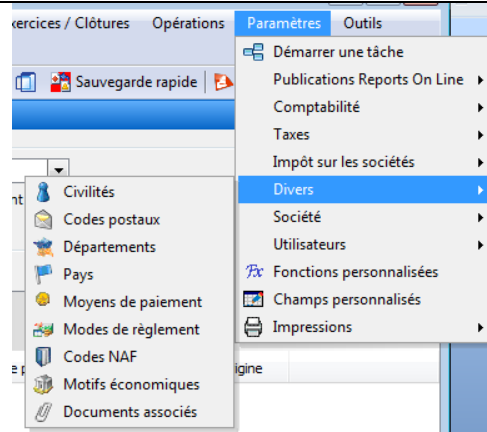 xercices / Clôtures Opérations Paramètres Outils
Démarrer une tâche
Sauvegarde rapide
Publications Reports On Line
Comptabilité
Taxes
Impôt sur les sociétés
Divers
Société
Utilisateurs
Fx Fonctions personnalisées
Champs personnalisés
Impressions
nt
Civilités
Codes postaux
Départements
Pays
Moyens de paiement
Modes de règlement
Codes NAF
Motifs économiques
Documents associés
e p
igine